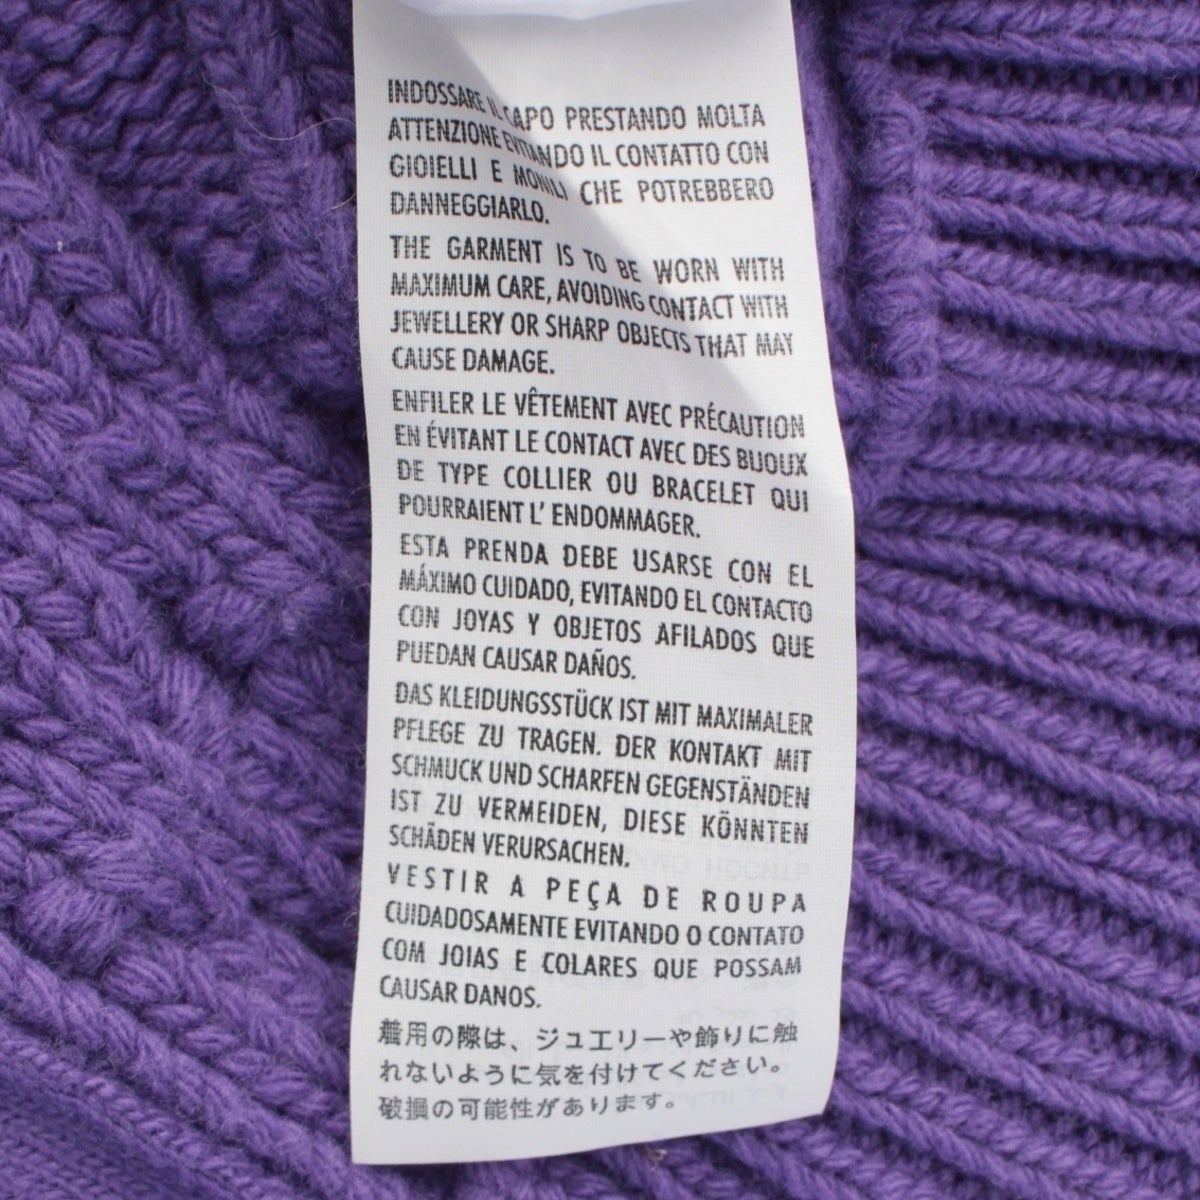 INDOSSARE IL CAPO PRESTANDO MOLTA
ATTENZIONE EVITANDO IL CONTATTO CON
GIOIELLI E MONILI CHE POTREBBERO
DANNEGGIARLO.
THE GARMENT IS TO BE WORN WITH
MAXIMUM CARE, AVOIDING CONTACT WITH
JEWELLERY OR SHARP OBJECTS THAT MAY
CAUSE DAMAGE.
ENFILER LE VÊTEMENT AVEC PRÉCAUTION
EN ÉVITANT LE CONTACT AVEC DES BIJOUX
DE TYPE COLLIER OU BRACELET QUI
POURRAIENT L' ENDOMMAGER.
ESTA PRENDA DEBE USARSE CON EL
MÁXIMO CUIDADO, EVITANDO EL CONTACTO
CON JOYAS Y OBJETOS AFILADOS QUE
PUEDAN CAUSAR DAÑOS.
DAS KLEIDUNGSSTÜCK IST MIT MAXIMALER
PFLEGE ZU TRAGEN. DER KONTAKT MIT
SCHMUCK UND SCHARFEN GEGENSTÄNDEN
IST ZU VERMEIDEN, DIESE KÖNNTEN
SCHÄDEN VERURSACHEN.
VESTIR A PEÇA DE ROUPA
CUIDADOSAMENTE EVITANDO O CONTATO
COM JOIAS E COLARES QUE POSSAM
CAUSAR DANOS.
着用の際は、ジュエリーや飾りに触
れないように気を付けてください。
破損の可能性があります。